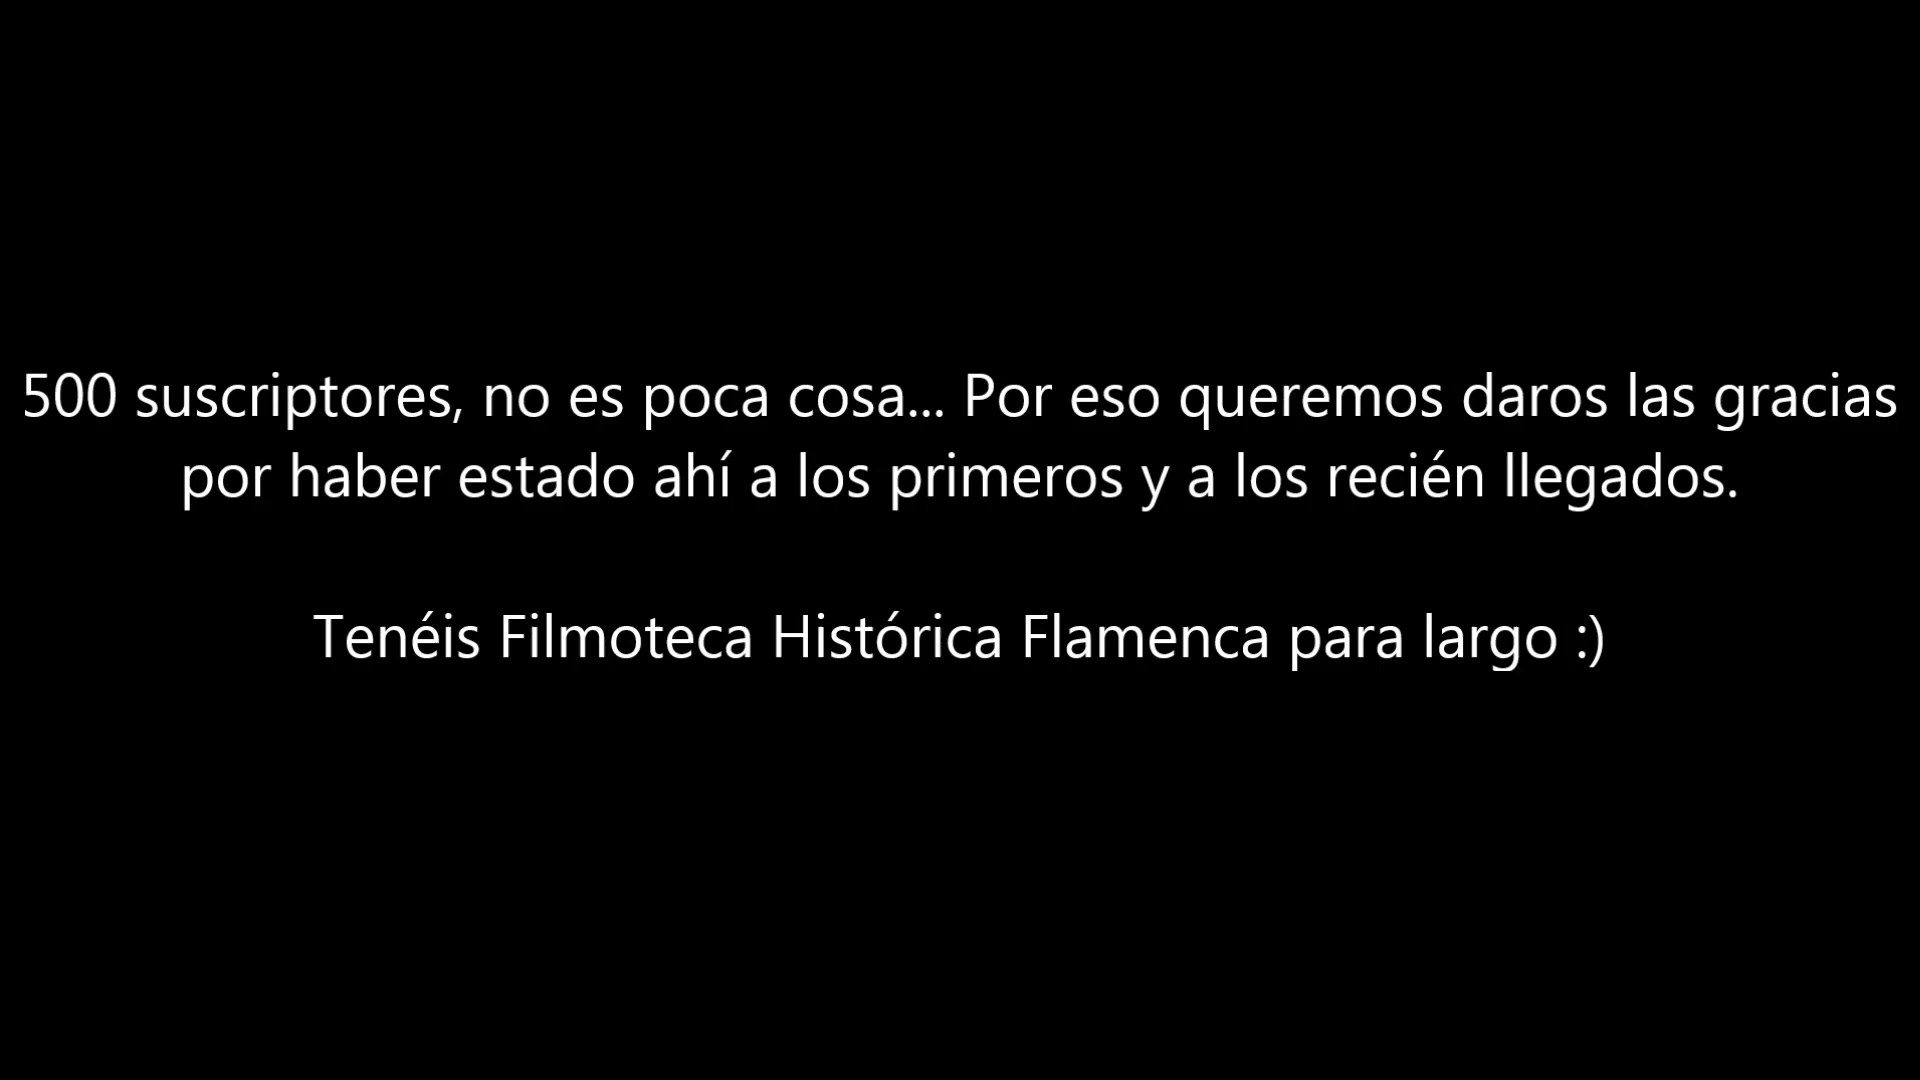 500 suscriptores, no es poca cosa... Por eso queremos daros las gracias
por haber estado ahí a los primeros y a los recién llegados.
Tenéis Filmoteca Histórica Flamenca para largo :)